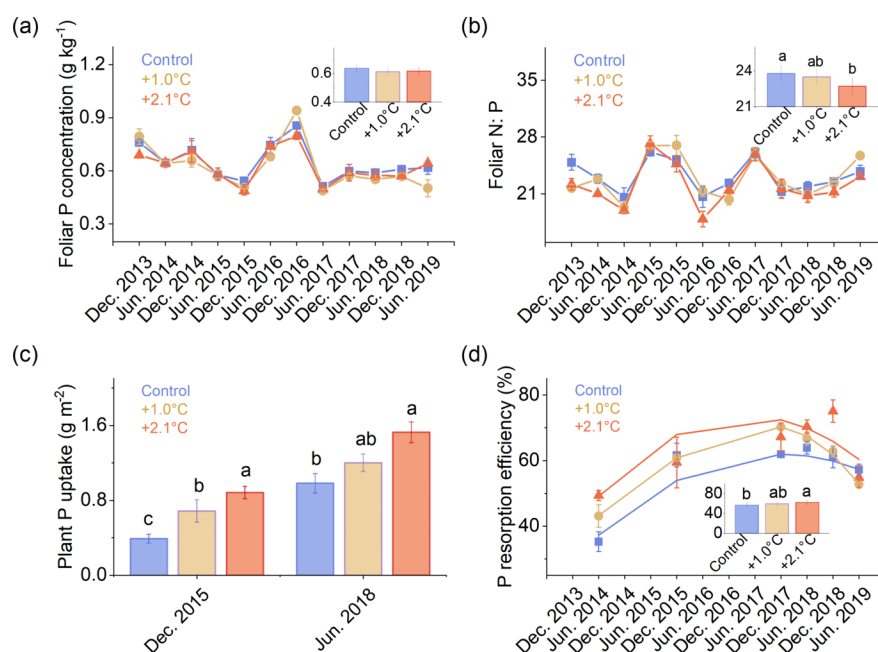 (a)
Foliar P concentration (g kg⁻¹)
1.2
0.9
0.6
0.3
Control
+1.0°C
+2.1°C
0.6
0.4
Control
+1.0°C
+2.1°C
Dec. 2013
Jun. 2014
Dec. 2014
Jun. 2015
Dec. 2015
Jun. 2016
Dec. 2016
Jun. 2017
Dec. 2017
Jun. 2018
Dec. 2018
Jun. 2019
(b)
Foliar N: P
35
28
21
Control
+1.0°C
+2.1°C
24
21
a
ab
b
Control
+1.0°C
+2.1°C
Dec. 2013
Jun. 2014
Dec. 2014
Jun. 2015
Dec. 2015
Jun. 2016
Dec. 2016
Jun. 2017
Dec. 2017
Jun. 2018
Dec. 2018
Jun. 2019
(c)
Plant P uptake (g m⁻²)
1.6
0.8
0.0
Control
+1.0°C
+2.1°C
c
b
a
b
ab
a
Dec. 2015
Jun. 2018
(d)
P resorption efficiency (%)
80
60
40
Control
+1.0°C
+2.1°C
80
40
0
b
ab
a
Control
+1.0°C
+2.1°C
Dec. 2013
Jun. 2014
Dec. 2014
Jun. 2015
Dec. 2015
Jun. 2016
Dec. 2016
Jun. 2017
Dec. 2017
Jun. 2018
Dec. 2018
Jun. 2019